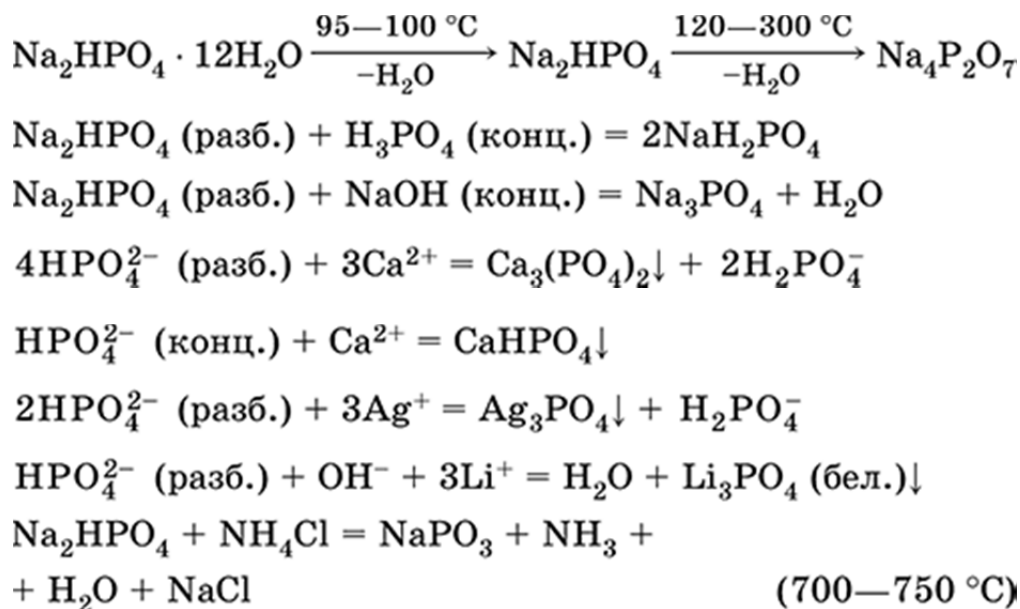 Na₂HPO₄ · 12H₂O 95—100 °C −H₂O → Na₂HPO₄ 120—300 °C −H₂O → Na₄P₂O₇
Na₂HPO₄ (разб.) + H₃PO₄ (конц.) = 2NaH₂PO₄
Na₂HPO₄ (разб.) + NaOH (конц.) = Na₃PO₄ + H₂O
4HPO₄²⁻ (разб.) + 3Ca²⁺ = Ca₃(PO₄)₂↓ + 2H₂PO₄⁻
HPO₄²⁻ (конц.) + Ca²⁺ = CaHPO₄↓
2HPO₄²⁻ (разб.) + 3Ag⁺ = Ag₃PO₄↓ + H₂PO₄⁻
HPO₄²⁻ (разб.) + OH⁻ + 3Li⁺ = H₂O + Li₃PO₄ (бел.)↓
Na₂HPO₄ + NH₄Cl = NaPO₃ + NH₃ +
+ H₂O + NaCl (700—750 °C)